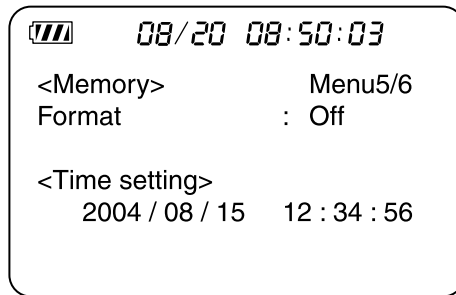 08/20 08:50:03
<Memory> Menu5/6
Format : Off
<Time setting>
2004 / 08 / 15 12 : 34 : 56